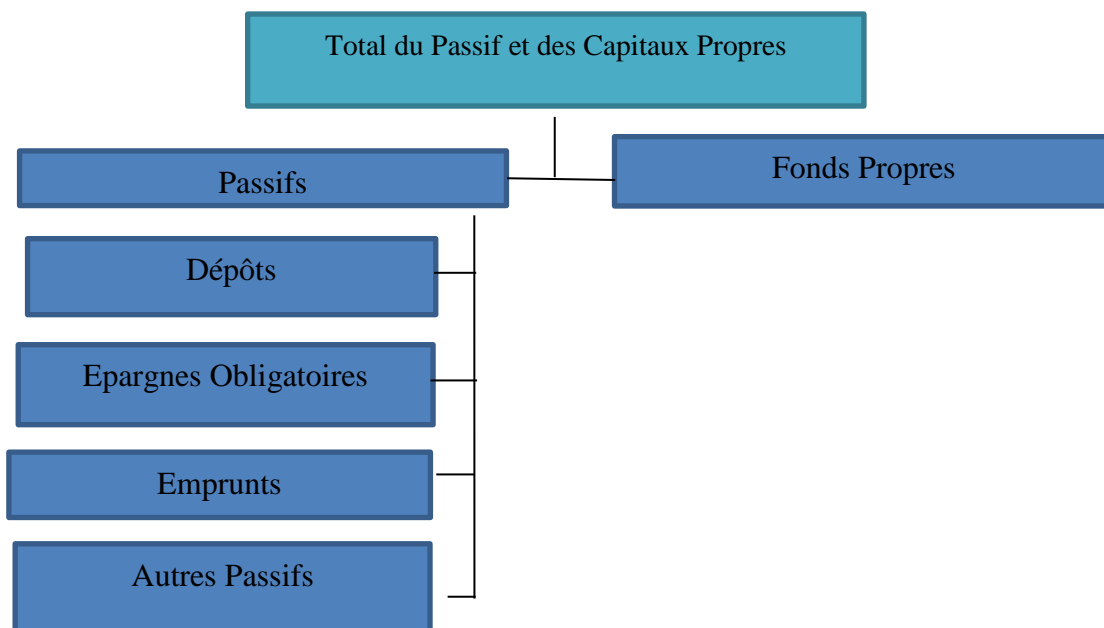 Total du Passif et des Capitaux Propres
Passifs
Fonds Propres
Dépôts
Epargnes Obligatoires
Emprunts
Autres Passifs